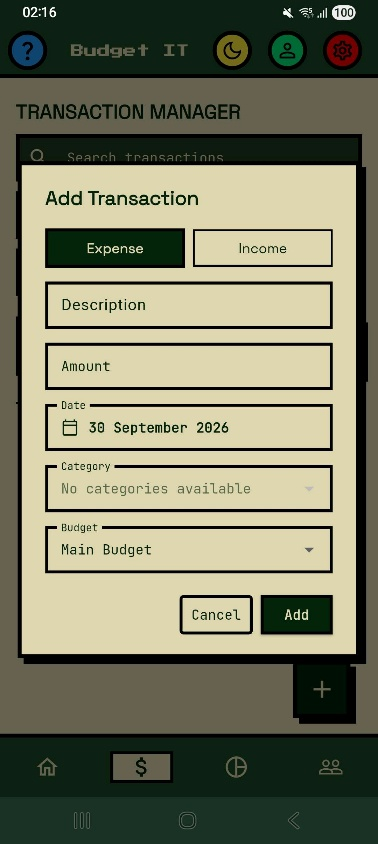 02:16
100
? Budget IT
TRANSACTION MANAGER
Search transactions
Add Transaction
Expense Income
Description
Amount
Date
30 September 2026
Category
No categories available
Budget
Main Budget
Cancel Add
+
$